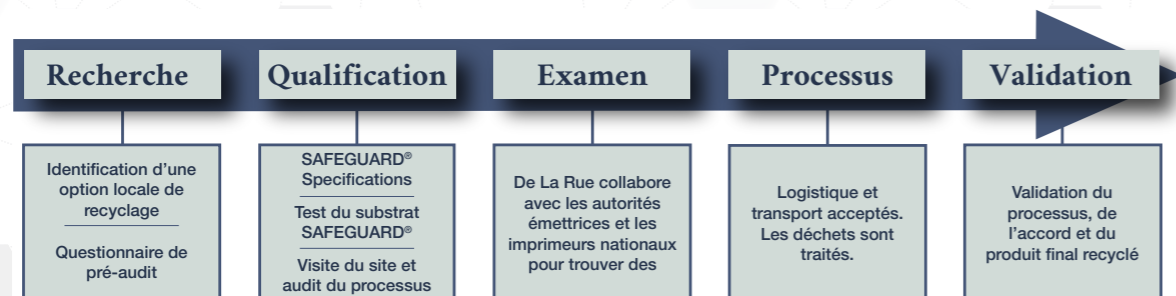 Recherche
Qualification
Examen
Processus
Validation
Identification d'une
option locale de
recyclage
Questionnaire de
pré-audit
SAFEGUARD®
Specifications
Test du substrat
SAFEGUARD®
Visite du site et
audit du processus
De La Rue collabore
avec les autorités
émettrices et les
imprimeurs nationaux
pour trouver des
Logistique et
transport acceptés.
Les déchets sont
traités.
Validation du
processus, de
l'accord et du
produit final recyclé